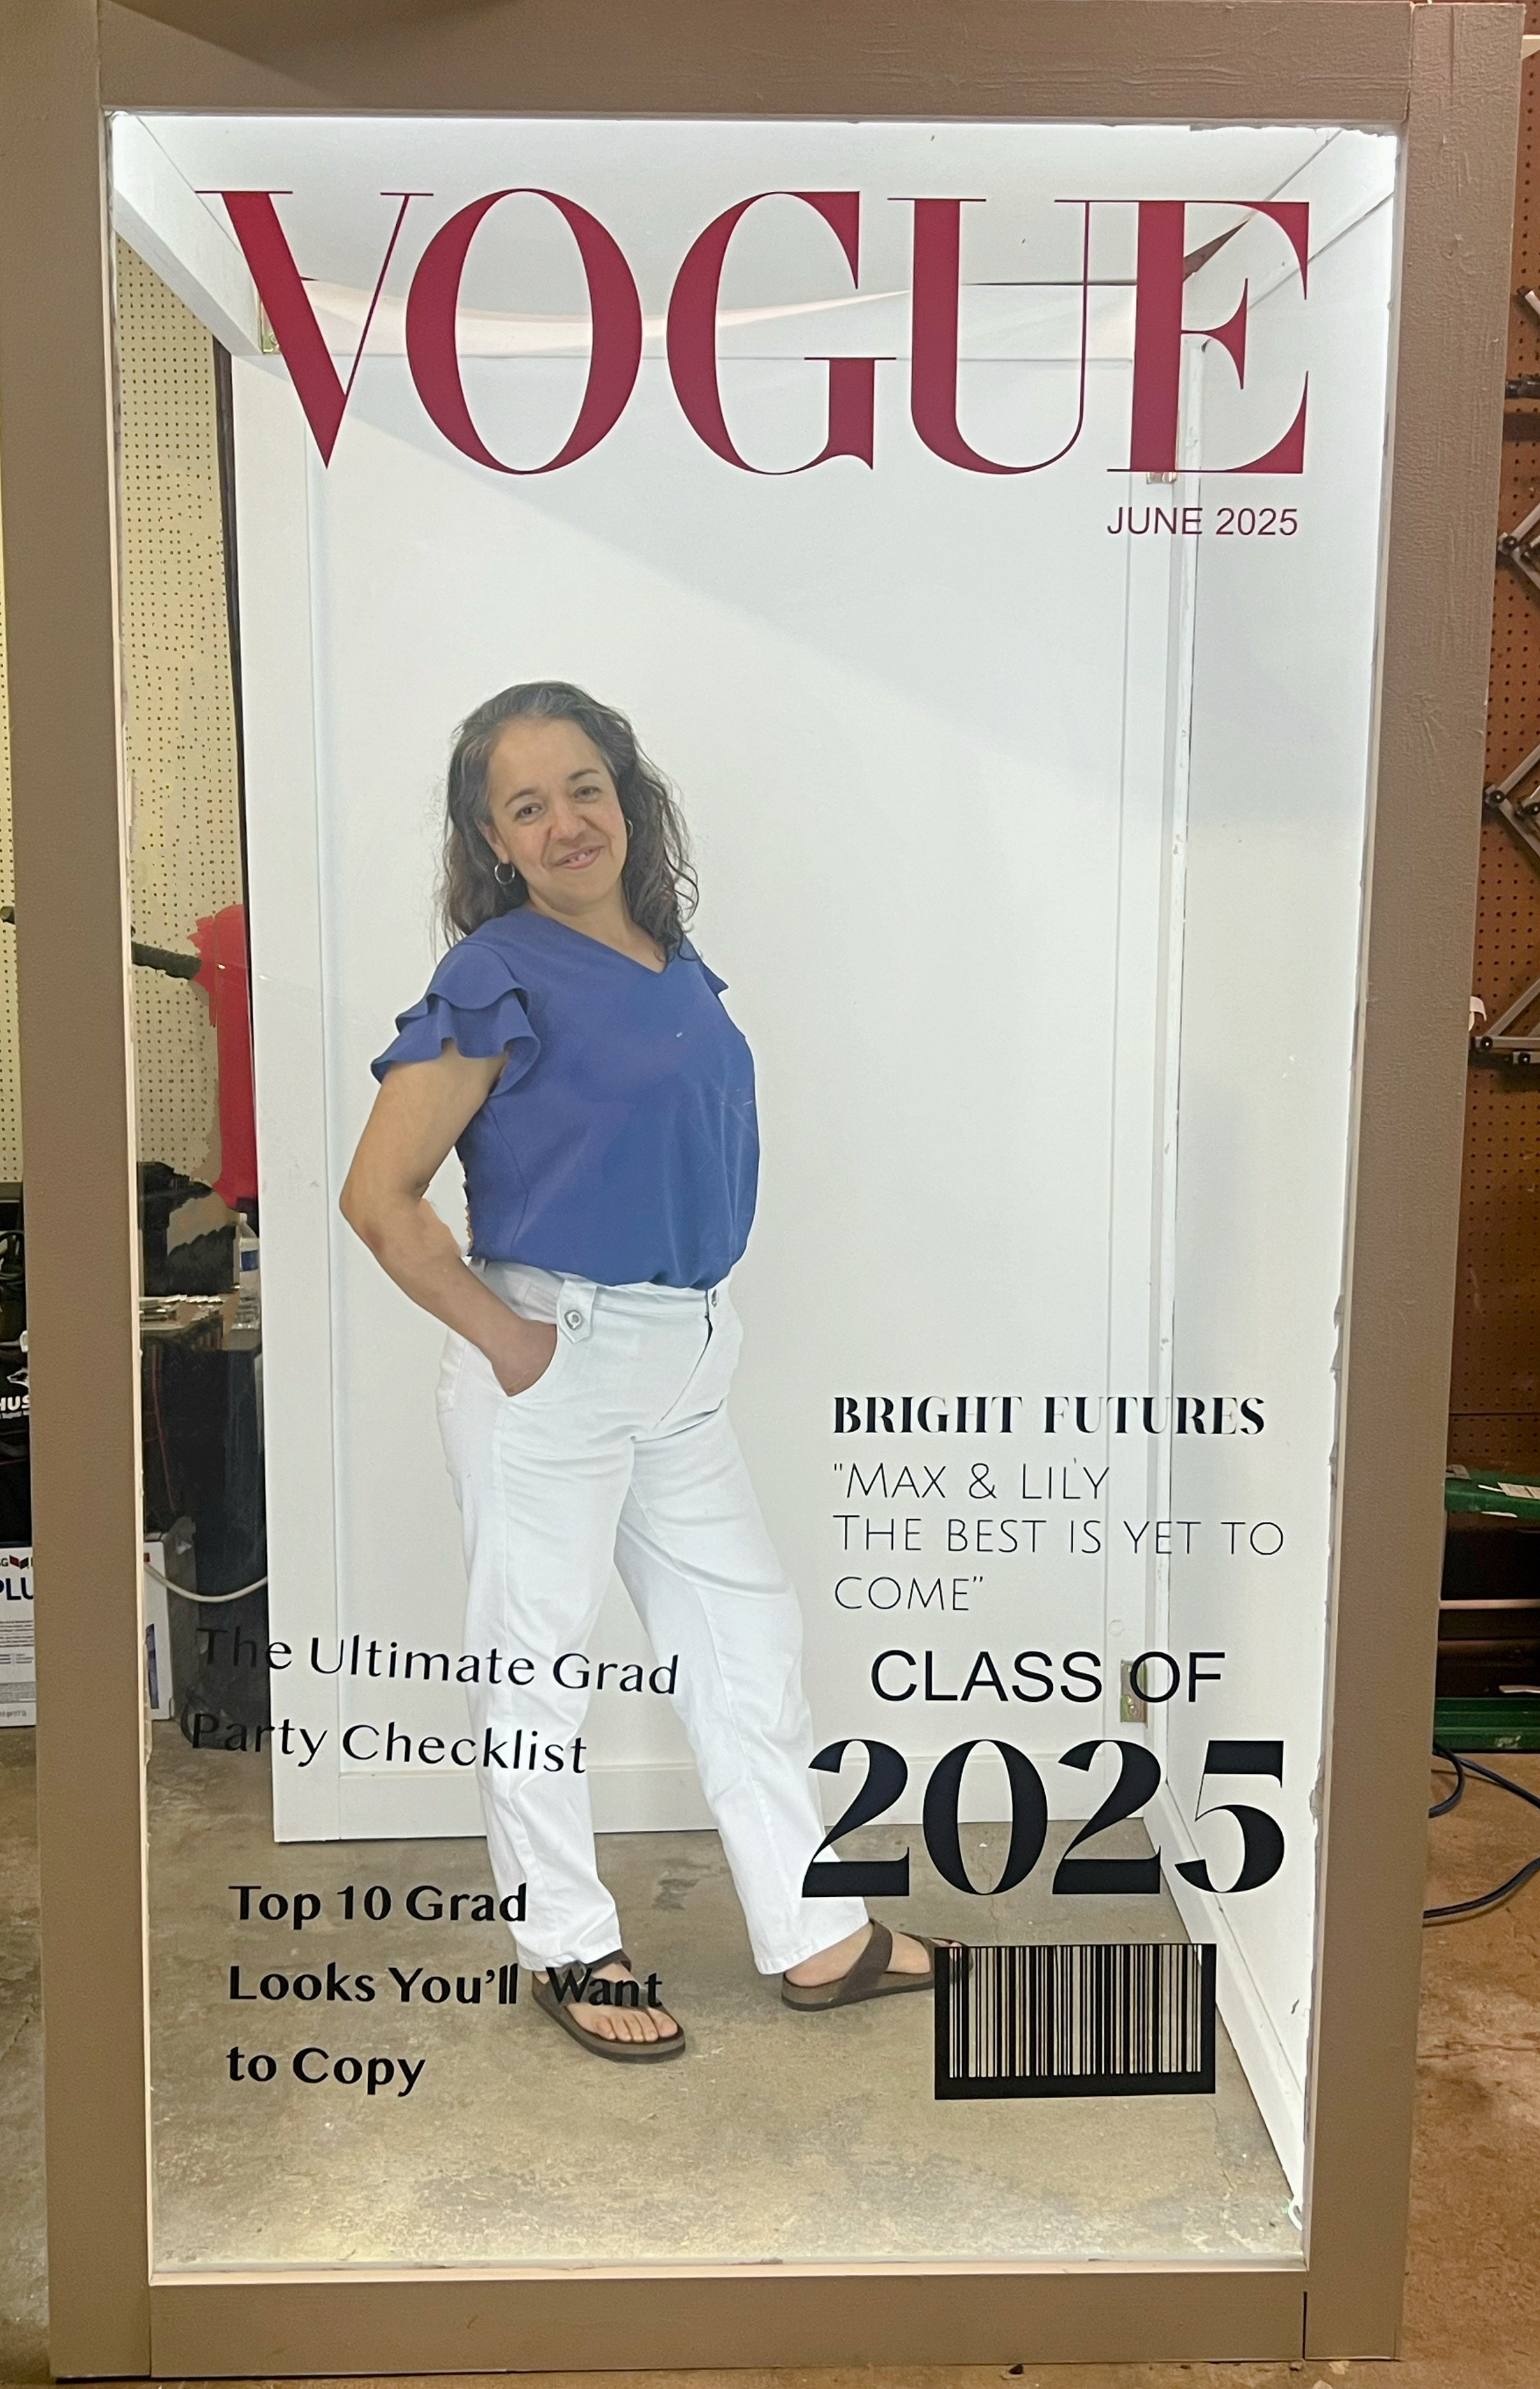 VOGUE
JUNE 2025
BRIGHT FUTURES
"MAX & LILY
THE BEST IS YET TO
COME"
The Ultimate Grad
Party Checklist
CLASS OF
2025
Top 10 Grad
Looks You'll Want
to Copy